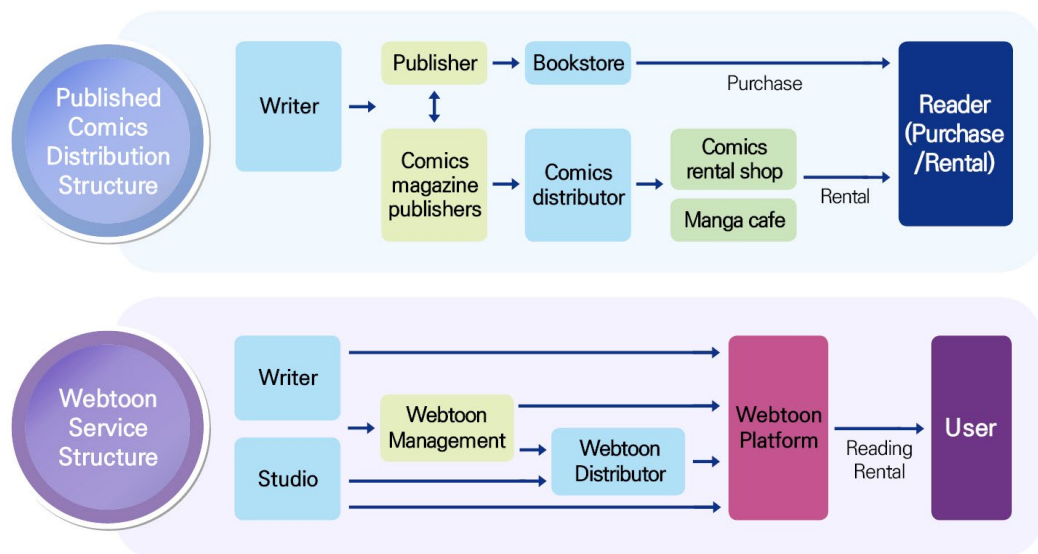 Published
Comics
Distribution
Structure
Writer
Publisher
Bookstore
Purchase
Comics
magazine
publishers
Comics
distributor
Comics
rental shop
Manga cafe
Rental
Reader
(Purchase
/Rental)
Webtoon
Service
Structure
Writer
Studio
Webtoon
Management
Webtoon
Distributor
Webtoon
Platform
Reading
Rental
User